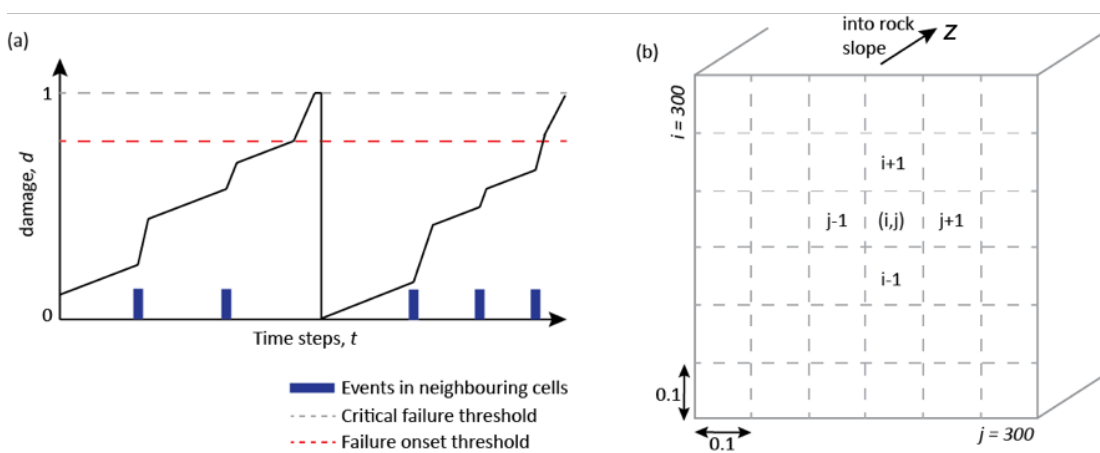 (a)
1
damage, d
0
Time steps, t
Events in neighbouring cells
Critical failure threshold
Failure onset threshold
(b)
into rock
slope
z
i = 300
i+1
j-1
(i,j)
j+1
i-1
0.1
0.1
j = 300